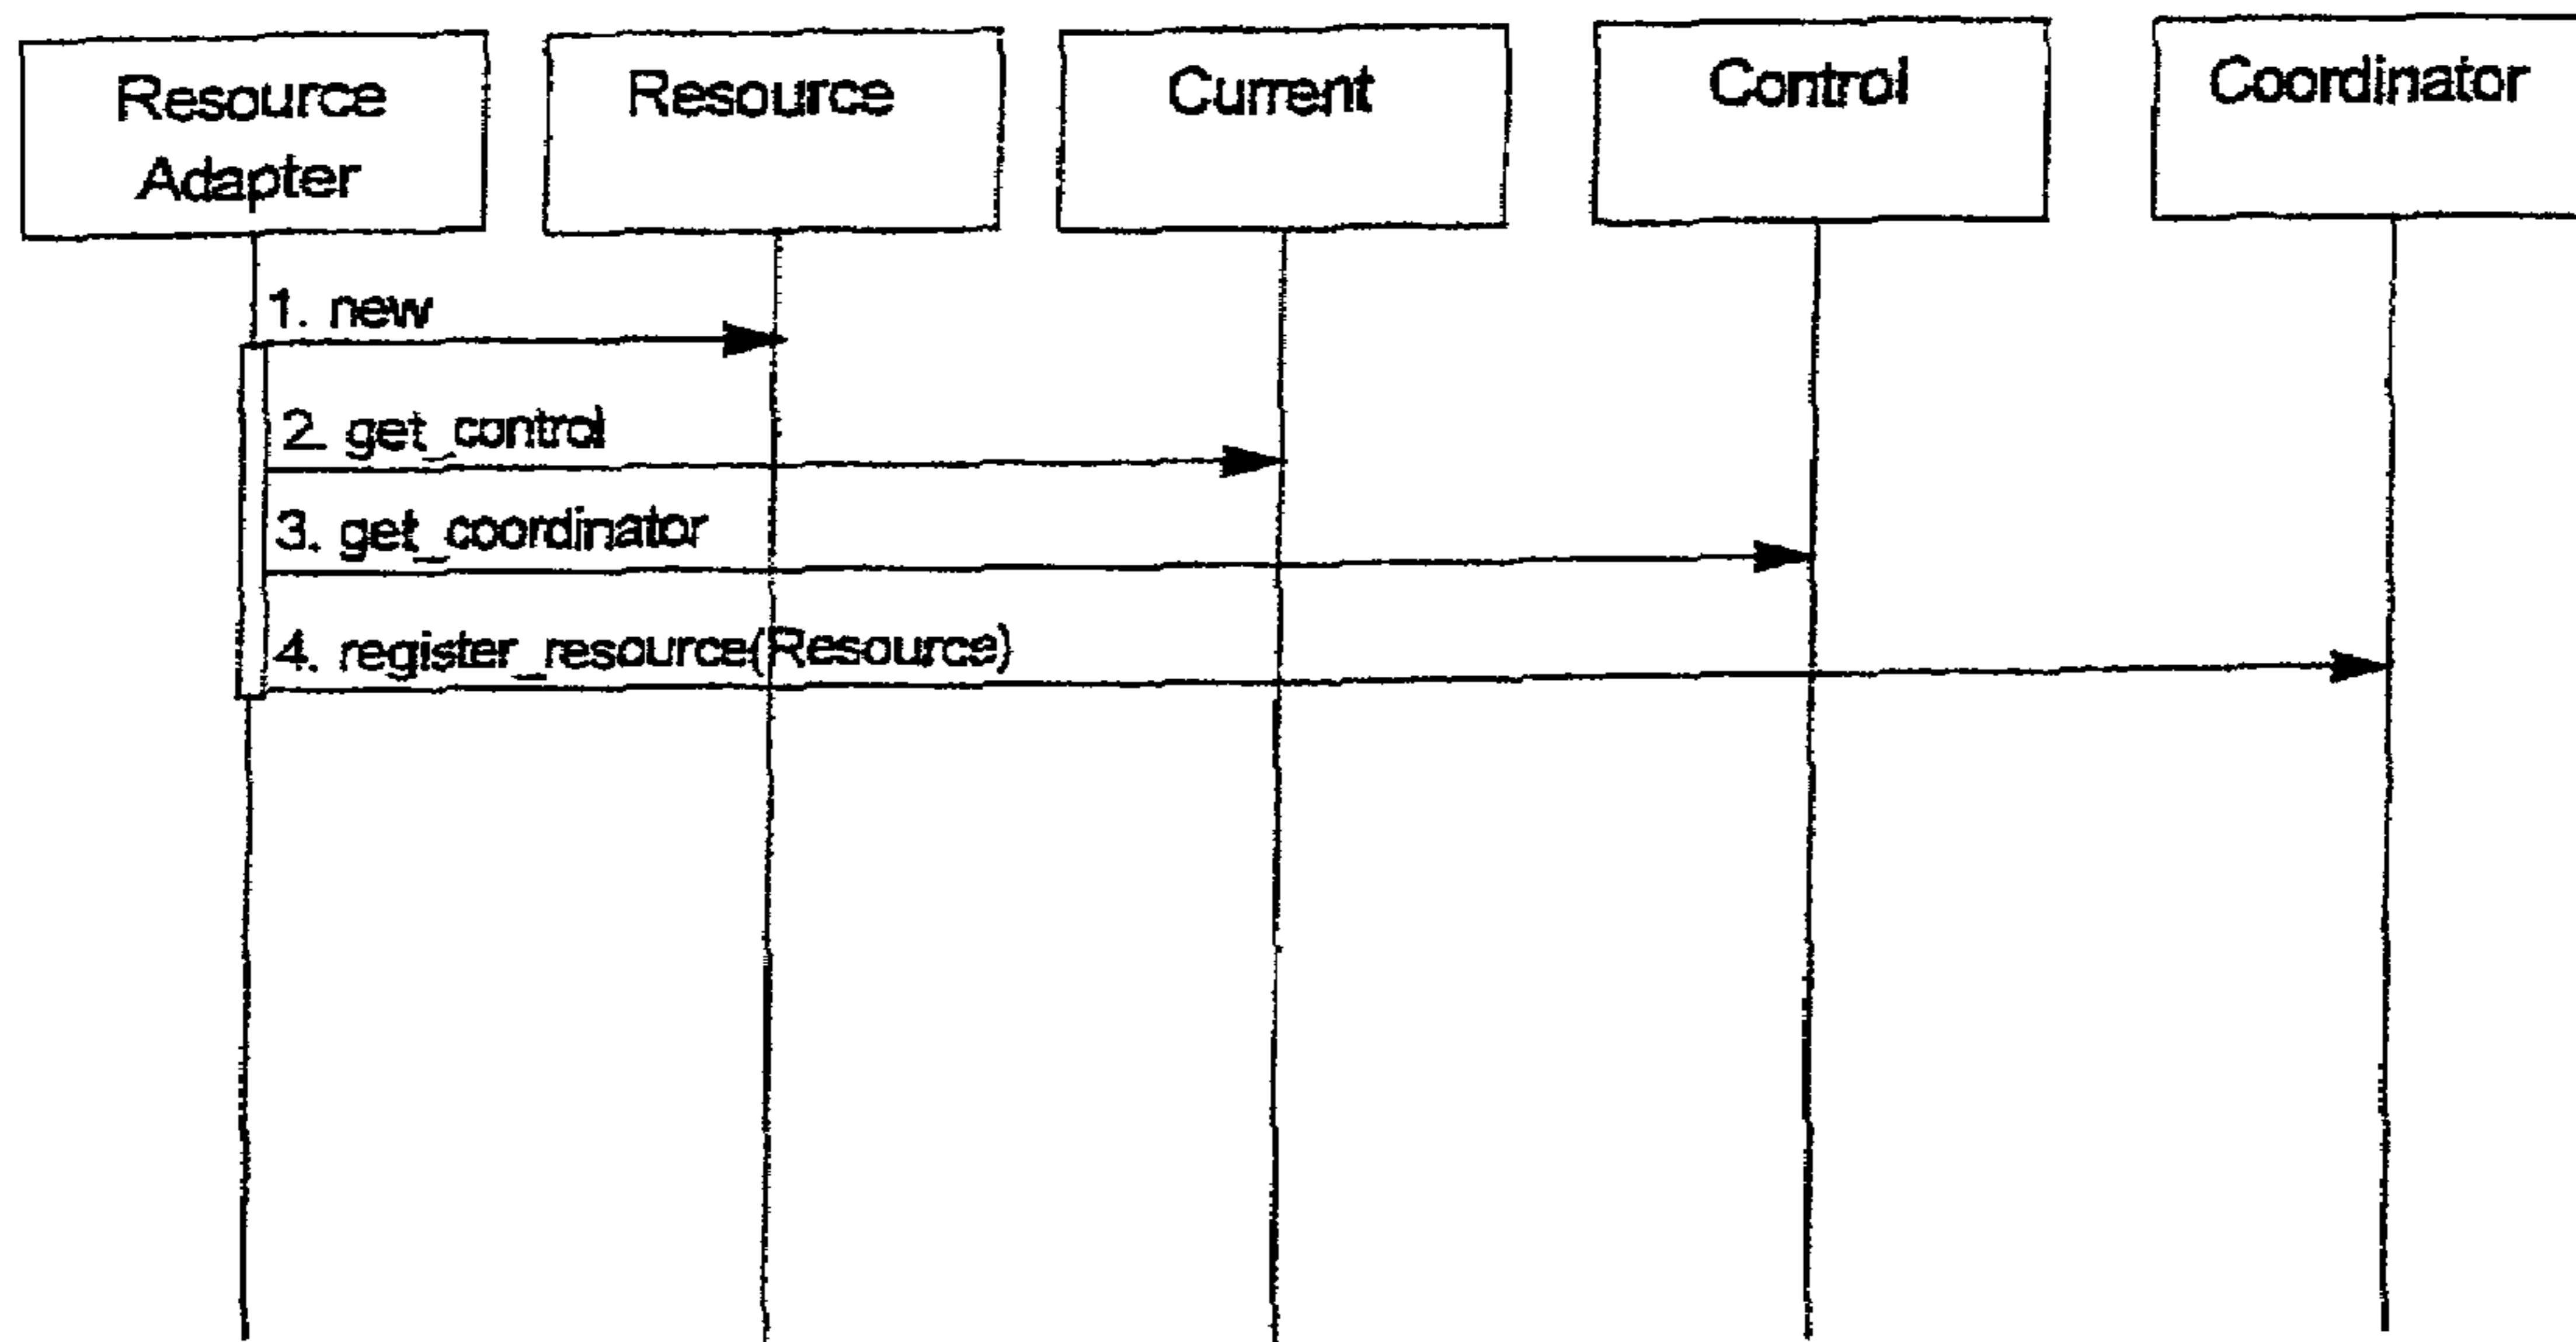 Resource
Adapter
Resource
Current
Control
Coordinator
1. new
2. get_control
3. get_coordinator
4. register_resource(Resource)